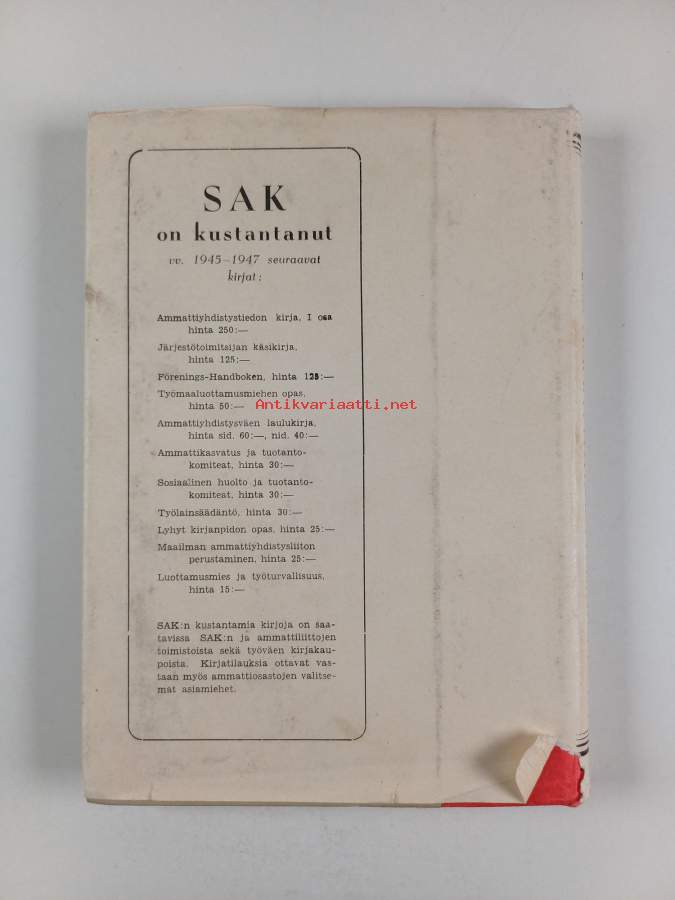 SAK
on kustantanut
vv. 1945–1947 seuraavat
kirjat:
Ammattiyhdistystiedon kirja, I osa
hinta 250:—
Järjestötoimitsijan käsikirja,
hinta 125:—
Förenings-Handboken, hinta 125:—
Työmaaluottamusmiehen opas,
hinta 50:—
Antikvariaatti.net
Ammattiyhdistysväen laulukirja,
hinta sid. 60:—, nid. 40:—
Ammattikasvatus ja tuotanto-
komiteat, hinta 30:—
Sosiaalinen huolto ja tuotanto-
komiteat, hinta 30:—
Työlainsäädäntö, hinta 30:—
Lyhyt kirjanpidon opas, hinta 25:—
Maailman ammattiyhdistysliiton
perustaminen, hinta 25:—
Luottamusmies ja työturvallisuus,
hinta 15:—
SAK:n kustantamia kirjoja on saa-
tavissa SAK:n ja ammattiliittojen
toimistoista sekä työväen kirjakau-
poista. Kirjatilauksia ottavat vas-
taan myös ammattiosastojen valitse-
mat asiamiehet.